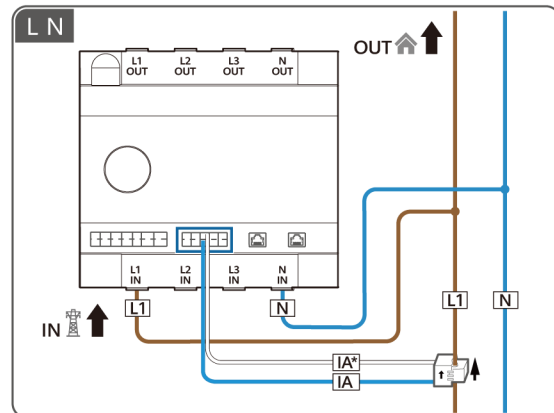 L N
OUT
L1 OUT
L2 OUT
L3 OUT
N OUT
L1 IN
L2 IN
L3 IN
N IN
L1
N
L1
N
IN
IA*
IA